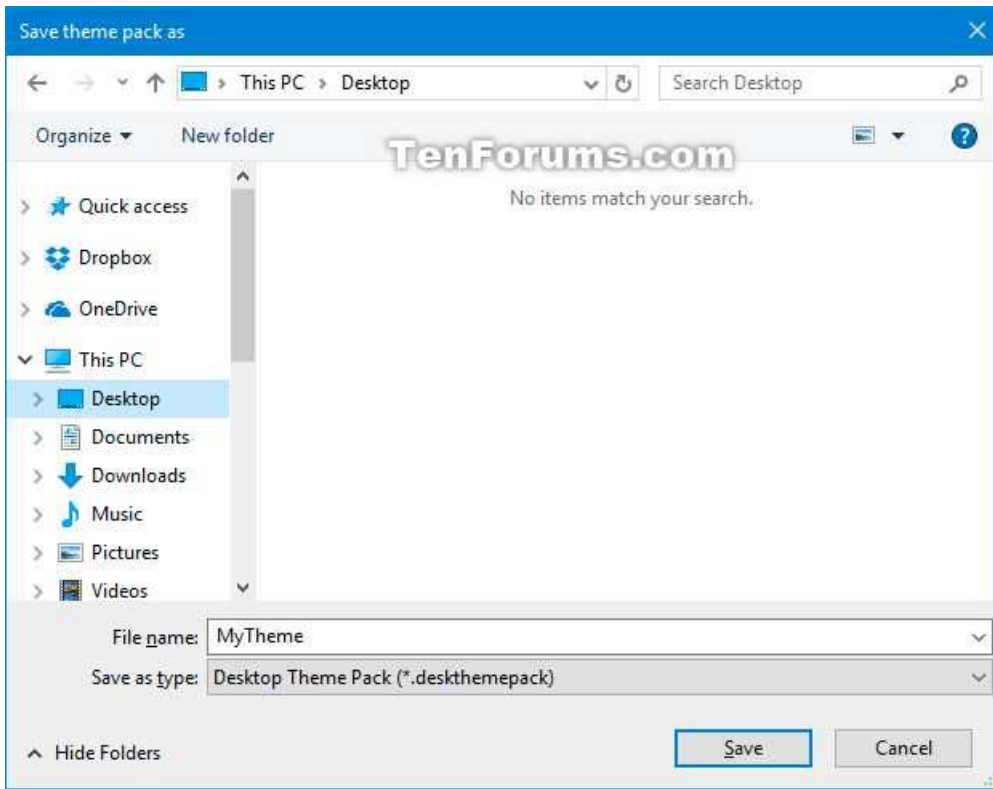 Save theme pack as
This PC > Desktop
Search Desktop
Organize
New folder
TenForums.com
No items match your search.
Quick access
Dropbox
OneDrive
This PC
Desktop
Documents
Downloads
Music
Pictures
Videos
File name: MyTheme
Save as type: Desktop Theme Pack (*.deskthemepack)
Hide Folders
Save
Cancel